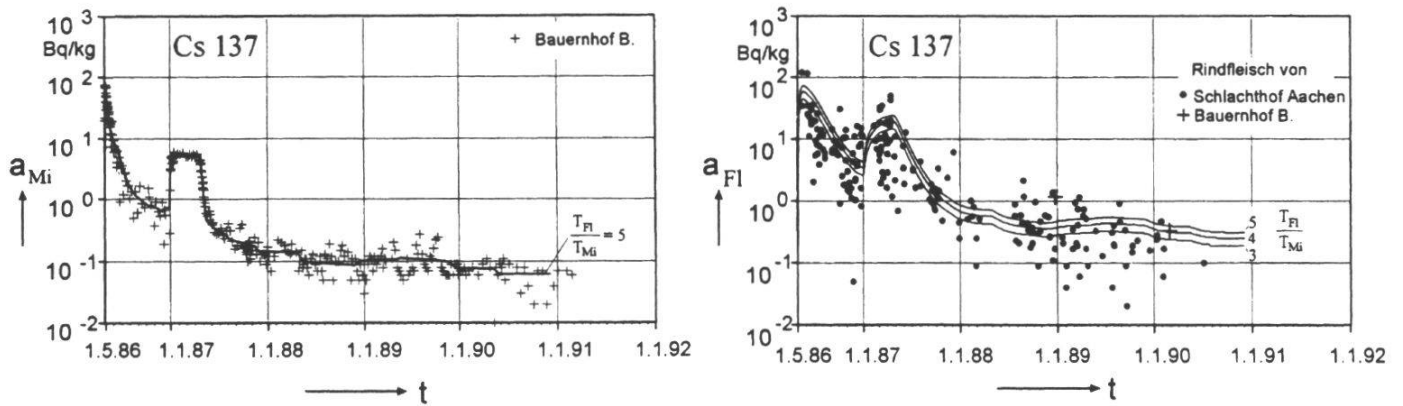 10 3
Bq/kg
10 2
10 1
a Mi
10 0
10 -1
10 -2
Cs 137
+ Bauernhof B.
T Fl
T Mi = 5
1.5.86 1.1.87 1.1.88 1.1.89 1.1.90 1.1.91 1.1.92
t
10 3
Bq/kg
10 2
10 1
a Fl
10 0
10 -1
10 -2
Cs 137
Rindfleisch von
• Schlachthof Aachen
+ Bauernhof B.
5
4
3
T Fl
T Mi
1.5.86 1.1.87 1.1.88 1.1.89 1.1.90 1.1.91 1.1.92
t